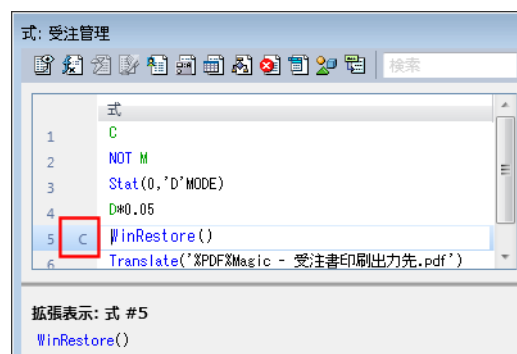 式: 受注管理
検索
式
1 C
2 NOT M
3 Stat(0,'D'MODE)
4 D*0.05
5 C WinRestore()
6 Translate('%PDF%Magic - 受注書印刷出力先.pdf')
拡張表示: 式 #5
WinRestore()